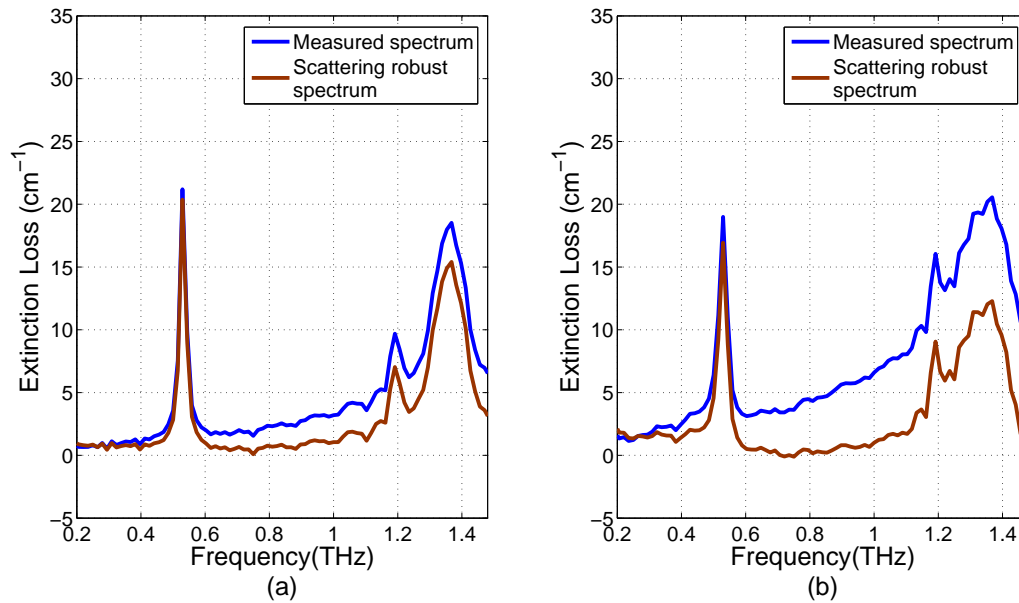 35
30
25
20
15
10
5
0
−5
Extinction Loss (cm−1)
Measured spectrum
Scattering robust
spectrum
0.2 0.4 0.6 0.8 1 1.2 1.4
Frequency(THz)
(a)
35
30
25
20
15
10
5
0
−5
Extinction Loss (cm−1)
Measured spectrum
Scattering robust
spectrum
0.2 0.4 0.6 0.8 1 1.2 1.4
Frequency(THz)
(b)